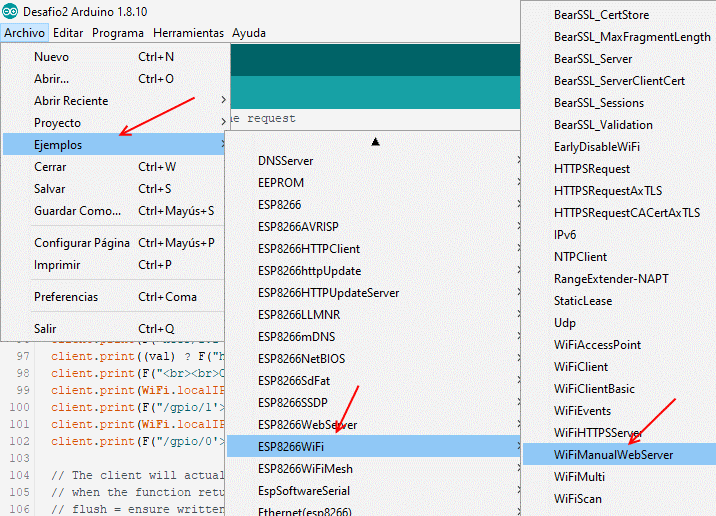 Desafio2 Arduino 1.8.10
Archivo Editar Programa Herramientas Ayuda
Nuevo Ctrl+N
Abrir... Ctrl+O
Abrir Reciente
Proyecto
Ejemplos
Cerrar Ctrl+W
Salvar Ctrl+S
Guardar Como... Ctrl+Mayús+S
Configurar Página Ctrl+Mayús+P
Imprimir Ctrl+P
Preferencias Ctrl+Coma
Salir Ctrl+Q
ne request
97 client.print((val) ? F("h
98 client.print(F("<br><br>C
99 client.print(WiFi.localIP
100 client.print(F("/gpio/1'>
101 client.print(WiFi.localIP
102 client.print(F("/gpio/0'>
103
104 // The client will actual
105 // when the function retu
106 // flush = ensure written
DNSServer
EEPROM
ESP8266
ESP8266AVRISP
ESP8266HTTPClient
ESP8266httpUpdate
ESP8266HTTPUpdateServer
ESP8266LLMNR
ESP8266mDNS
ESP8266NetBIOS
ESP8266SdFat
ESP8266SSDP
ESP8266WebServer
ESP8266WiFi
ESP8266WiFiMesh
EspSoftwareSerial
Ethernet(esp8266)
BearSSL_CertStore
BearSSL_MaxFragmentLength
BearSSL_Server
BearSSL_ServerClientCert
BearSSL_Sessions
BearSSL_Validation
EarlyDisableWiFi
HTTPSRequest
HTTPSRequestAxTLS
HTTPSRequestCACertAxTLS
IPv6
NTPClient
RangeExtender-NAPT
StaticLease
Udp
WiFiAccessPoint
WiFiClient
WiFiClientBasic
WiFiEvents
WiFiHTTPSServer
WiFiManualWebServer
WiFiMulti
WiFiScan